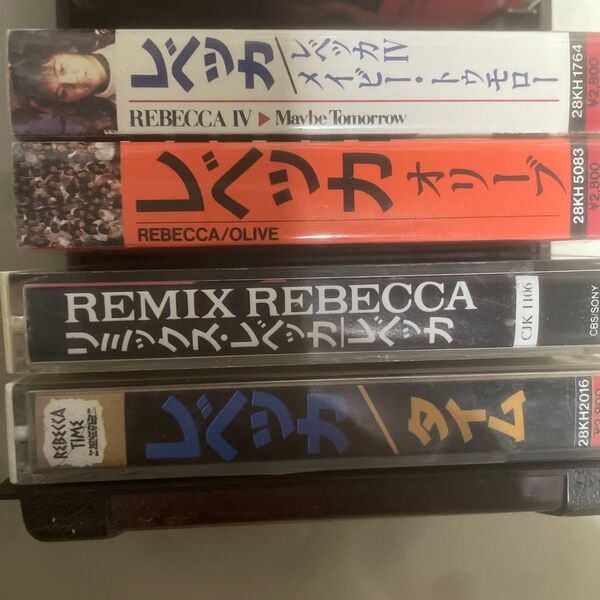 レベッカ/レベッカIV
メイビー・トゥモロー
REBECCA IV ▶ Maybe Tomorrow
28KH1764
¥2,800
レベッカ オリーブ
REBECCA/OLIVE
28KH 5083
¥2,800
REMIX REBECCA
リミックス・レベッカ/レベッカ
CJK 1106
CBS/SONY
REBECCA
TIME
レベッカ/タイム
28KH2016